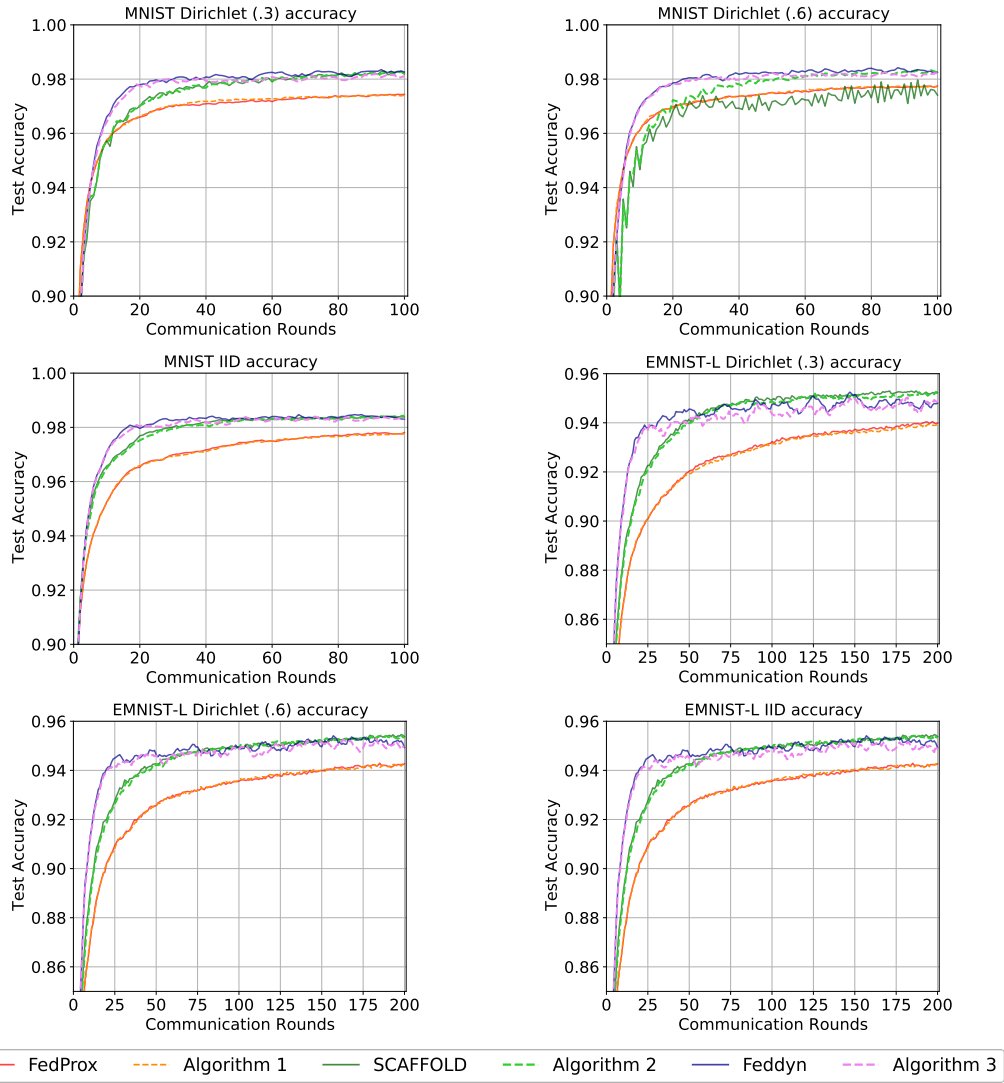 MNIST Dirichlet (.3) accuracy
1.00
0.98
0.96
0.94
0.92
0.90
Test Accuracy
0 20 40 60 80 100
Communication Rounds
MNIST Dirichlet (.6) accuracy
1.00
0.98
0.96
0.94
0.92
0.90
Test Accuracy
0 20 40 60 80 100
Communication Rounds
MNIST IID accuracy
1.00
0.98
0.96
0.94
0.92
0.90
Test Accuracy
0 20 40 60 80 100
Communication Rounds
EMNIST-L Dirichlet (.3) accuracy
0.96
0.94
0.92
0.90
0.88
0.86
Test Accuracy
0 25 50 75 100 125 150 175 200
Communication Rounds
EMNIST-L Dirichlet (.6) accuracy
0.96
0.94
0.92
0.90
0.88
0.86
Test Accuracy
0 25 50 75 100 125 150 175 200
Communication Rounds
EMNIST-L IID accuracy
0.96
0.94
0.92
0.90
0.88
0.86
Test Accuracy
0 25 50 75 100 125 150 175 200
Communication Rounds
FedProx Algorithm 1 SCAFFOLD Algorithm 2 Feddyn Algorithm 3